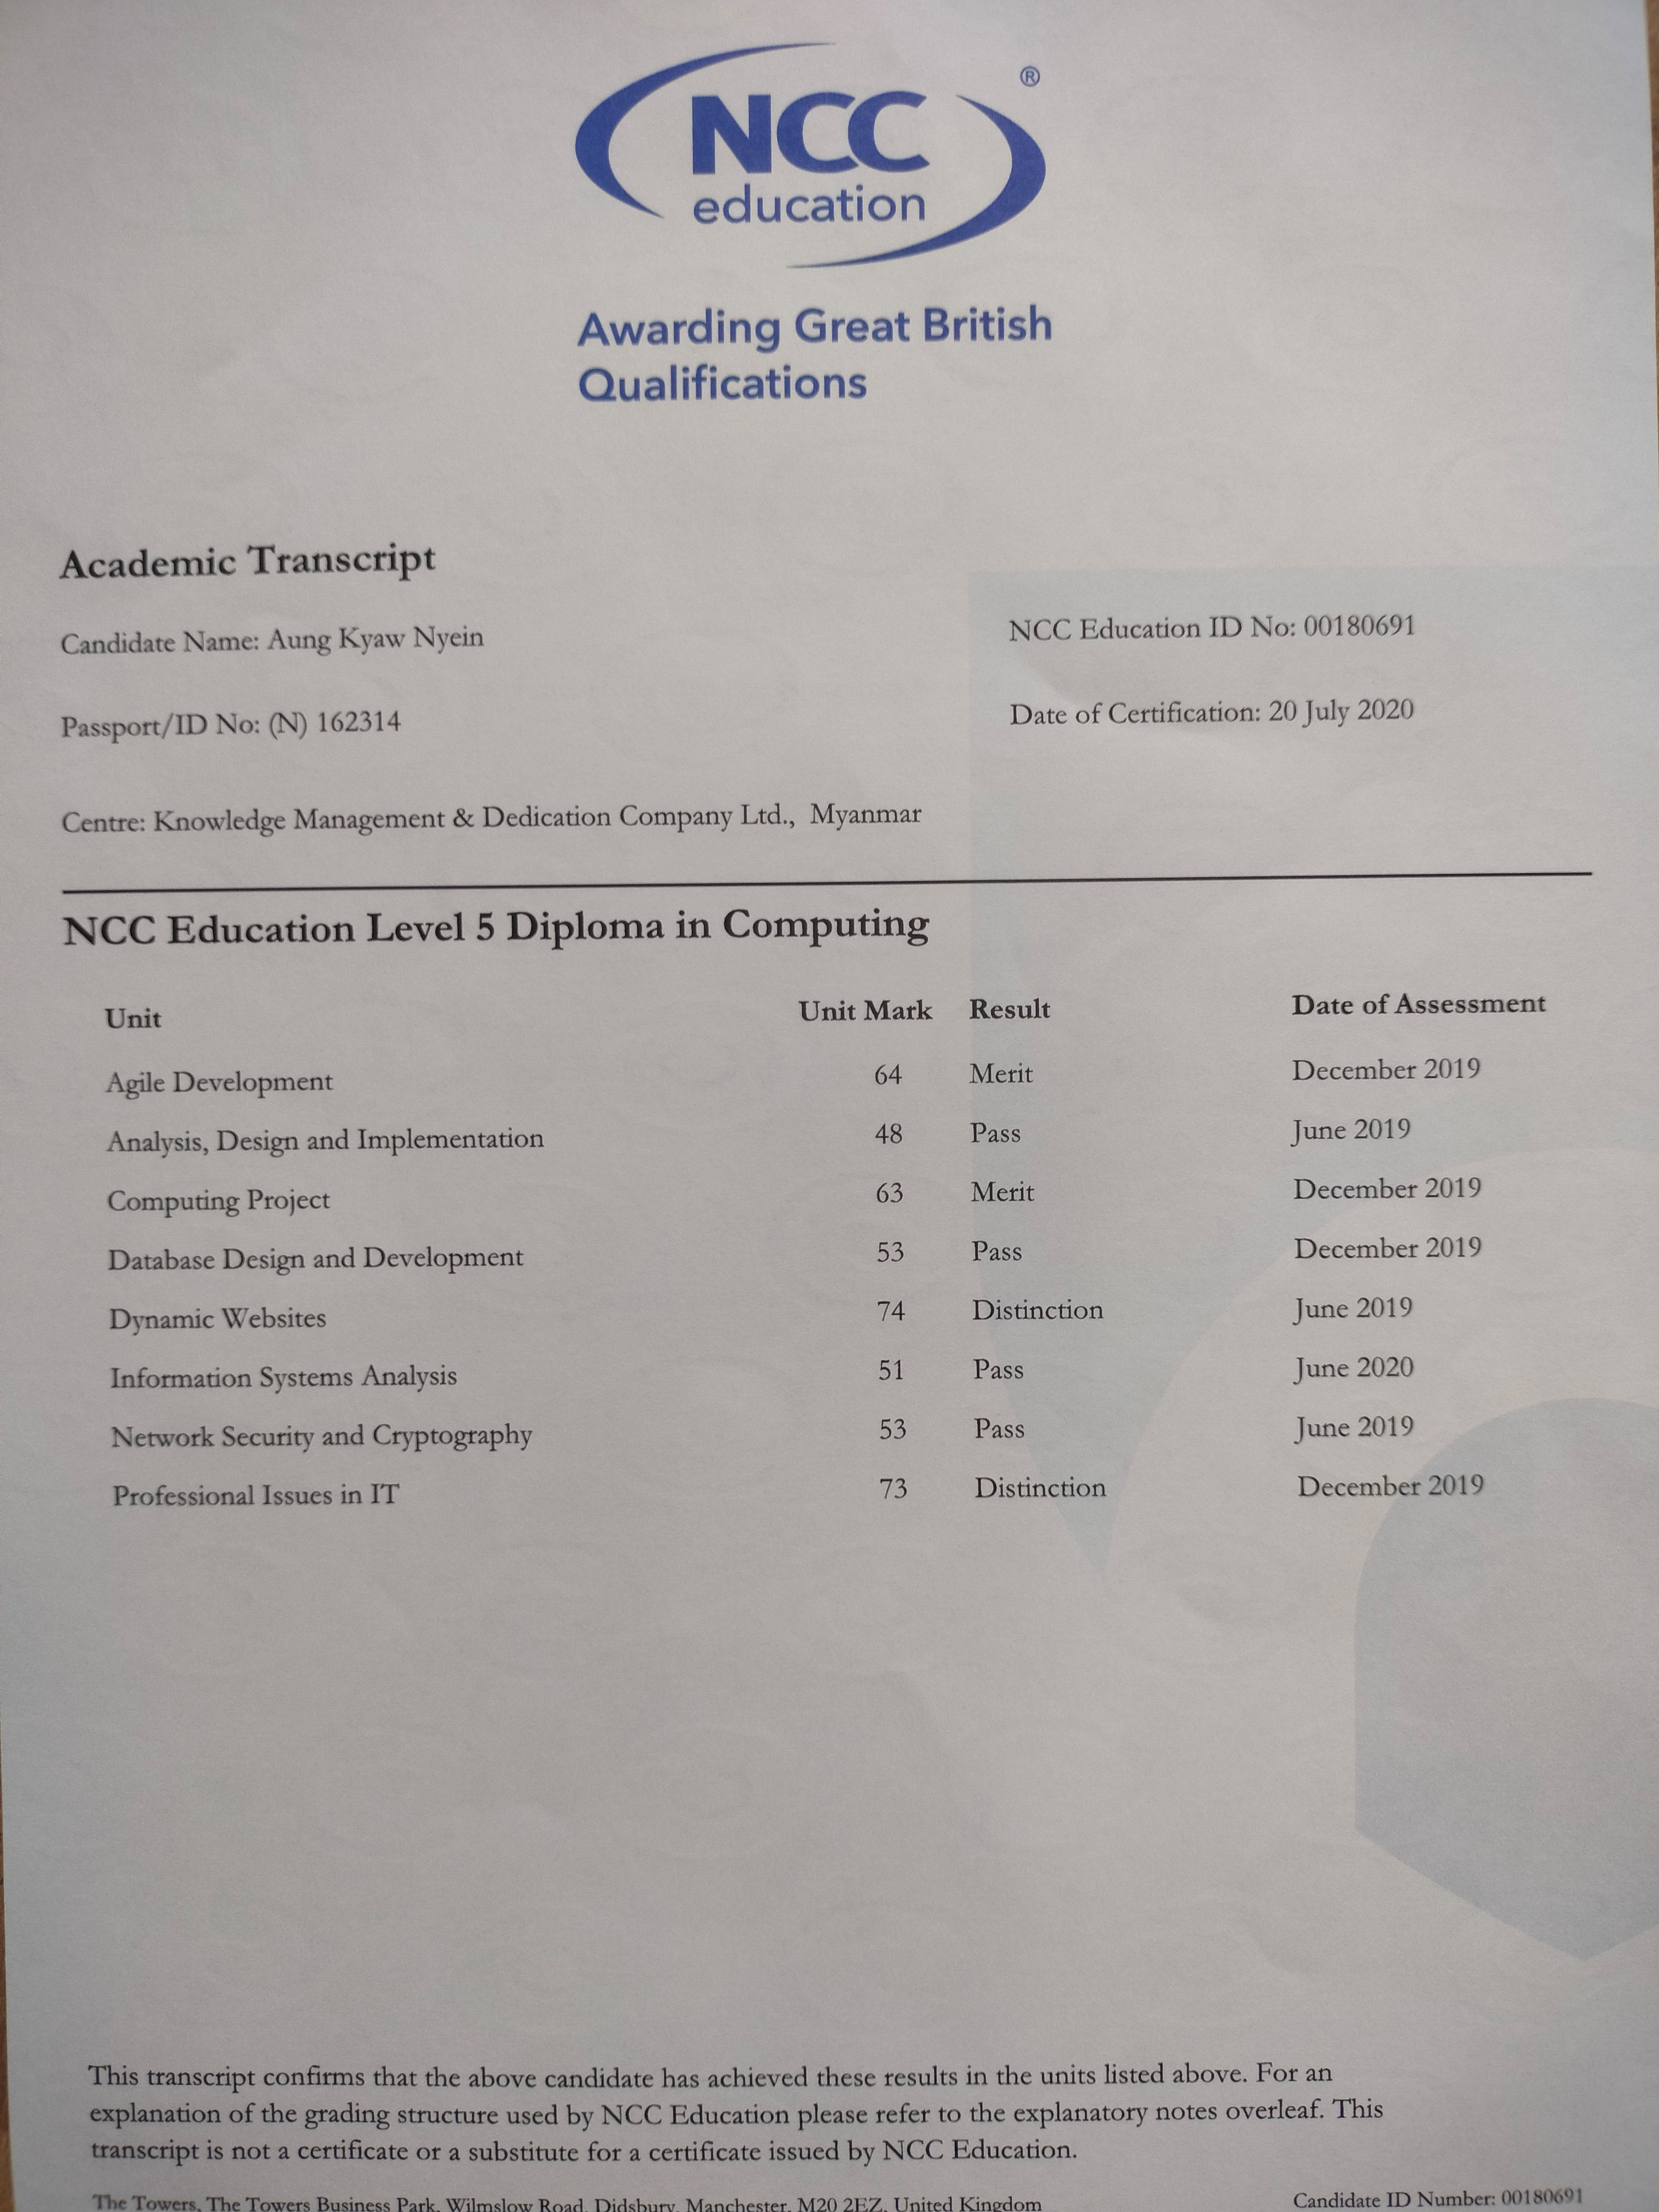 NCC ®
education
Awarding Great British
Qualifications
Academic Transcript
Candidate Name: Aung Kyaw Nyein
NCC Education ID No: 00180691
Passport/ID No: (N) 162314
Date of Certification: 20 July 2020
Centre: Knowledge Management & Dedication Company Ltd., Myanmar
NCC Education Level 5 Diploma in Computing
Unit Unit Mark Result Date of Assessment
Agile Development 64 Merit December 2019
Analysis, Design and Implementation 48 Pass June 2019
Computing Project 63 Merit December 2019
Database Design and Development 53 Pass December 2019
Dynamic Websites 74 Distinction June 2019
Information Systems Analysis 51 Pass June 2020
Network Security and Cryptography 53 Pass June 2019
Professional Issues in IT 73 Distinction December 2019
This transcript confirms that the above candidate has achieved these results in the units listed above. For an
explanation of the grading structure used by NCC Education please refer to the explanatory notes overleaf. This
transcript is not a certificate or a substitute for a certificate issued by NCC Education.
The Towers, The Towers Business Park, Wilmslow Road, Didsbury, Manchester, M20 2EZ, United Kingdom
Candidate ID Number: 00180691